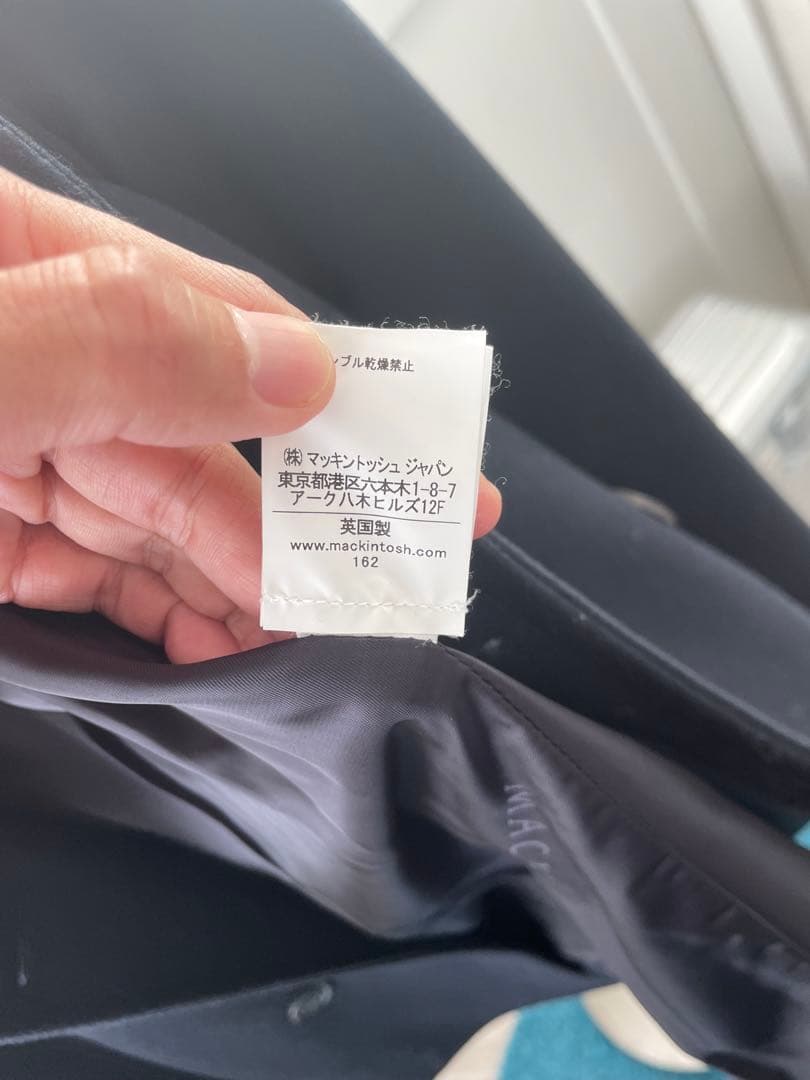 ブル乾燥禁止
(株) マッキントッシュ ジャパン
東京都港区六本木1-8-7
アーク八木ヒルズ12F
英国製
www.mackintosh.com
162
MAC